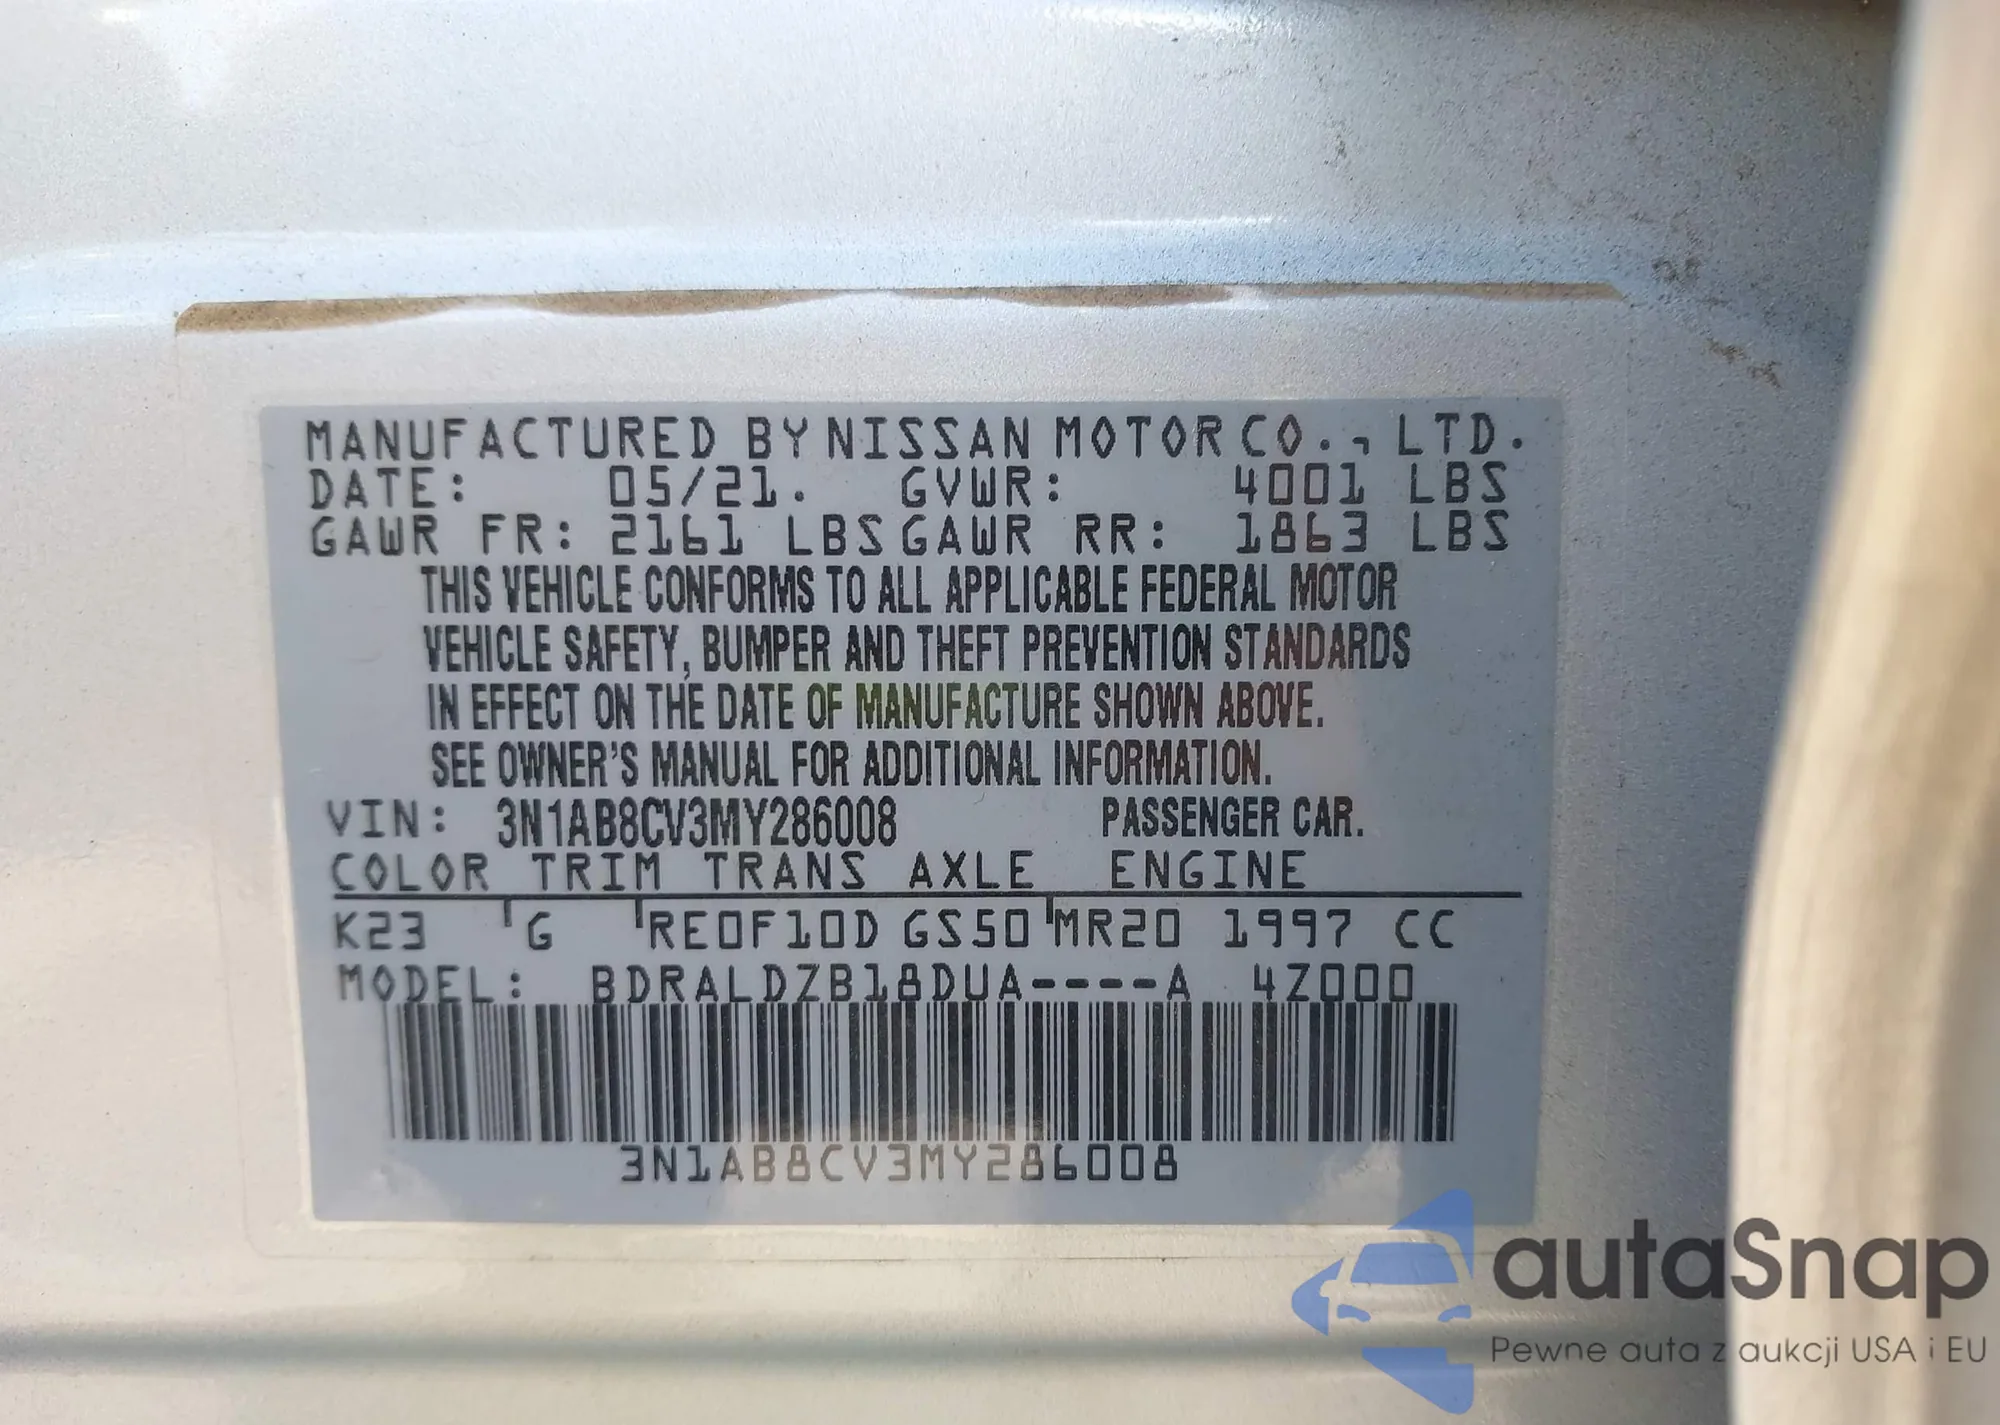 MANUFACTURED BY NISSAN MOTOR CO., LTD.
DATE: 05/21. GVWR: 4001 LBS
GAWR FR: 2161 LBS GAWR RR: 1863 LBS
THIS VEHICLE CONFORMS TO ALL APPLICABLE FEDERAL MOTOR
VEHICLE SAFETY, BUMPER AND THEFT PREVENTION STANDARDS
IN EFFECT ON THE DATE OF MANUFACTURE SHOWN ABOVE.
SEE OWNER'S MANUAL FOR ADDITIONAL INFORMATION.
VIN: 3N1AB8CV3MY286008 PASSENGER CAR.
COLOR TRIM TRANS AXLE ENGINE
K23 G RE0F10D GS50 MR20 1997 CC
MODEL: BDRALDZB18DUA----A 4Z000
3N1AB8CV3MY286008
autaSnap
Pewne auta z aukcji USA i EU